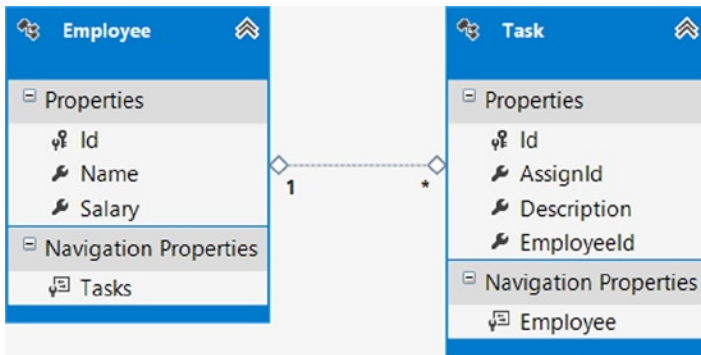 Employee
Properties
Id
Name
Salary
Navigation Properties
Tasks
1
*
Task
Properties
Id
AssignId
Description
EmployeeId
Navigation Properties
Employee